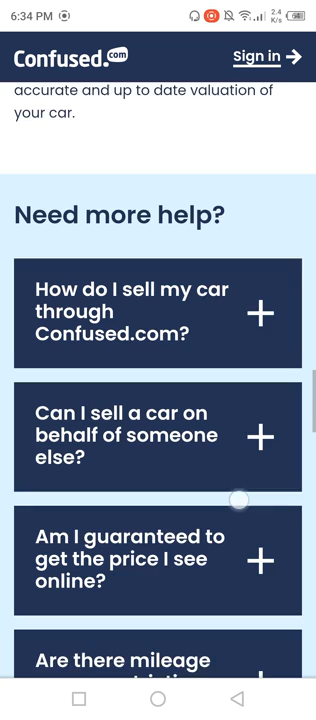 6:34 PM
2.4
K/s
64
Confused.com
Sign in
accurate and up to date valuation of
your car.
Need more help?
How do I sell my car
through
Confused.com?
Can I sell a car on
behalf of someone
else?
Am I guaranteed to
get the price I see
online?
Are there mileage